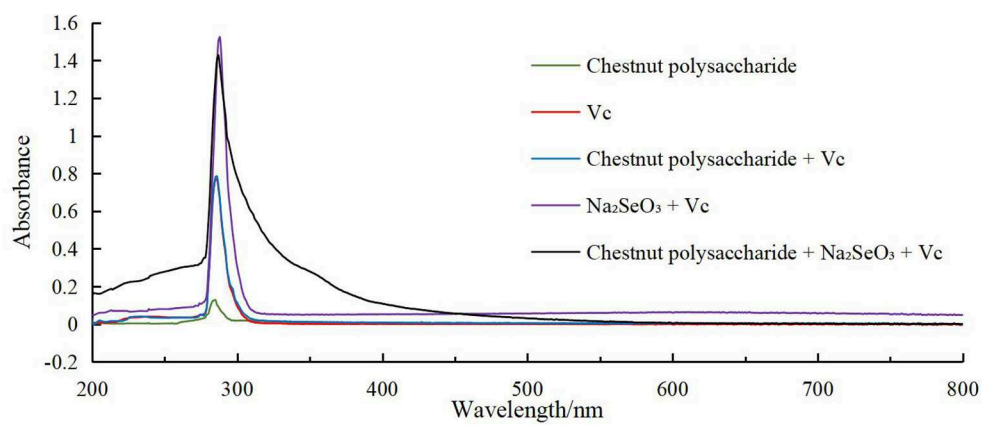 1.6
1.4
1.2
1
0.8
0.6
0.4
0.2
0
-0.2
Absorbance
200
300
400
500
600
700
800
Wavelength/nm
Chestnut polysaccharide
Vc
Chestnut polysaccharide + Vc
Na₂SeO₃ + Vc
Chestnut polysaccharide + Na₂SeO₃ + Vc